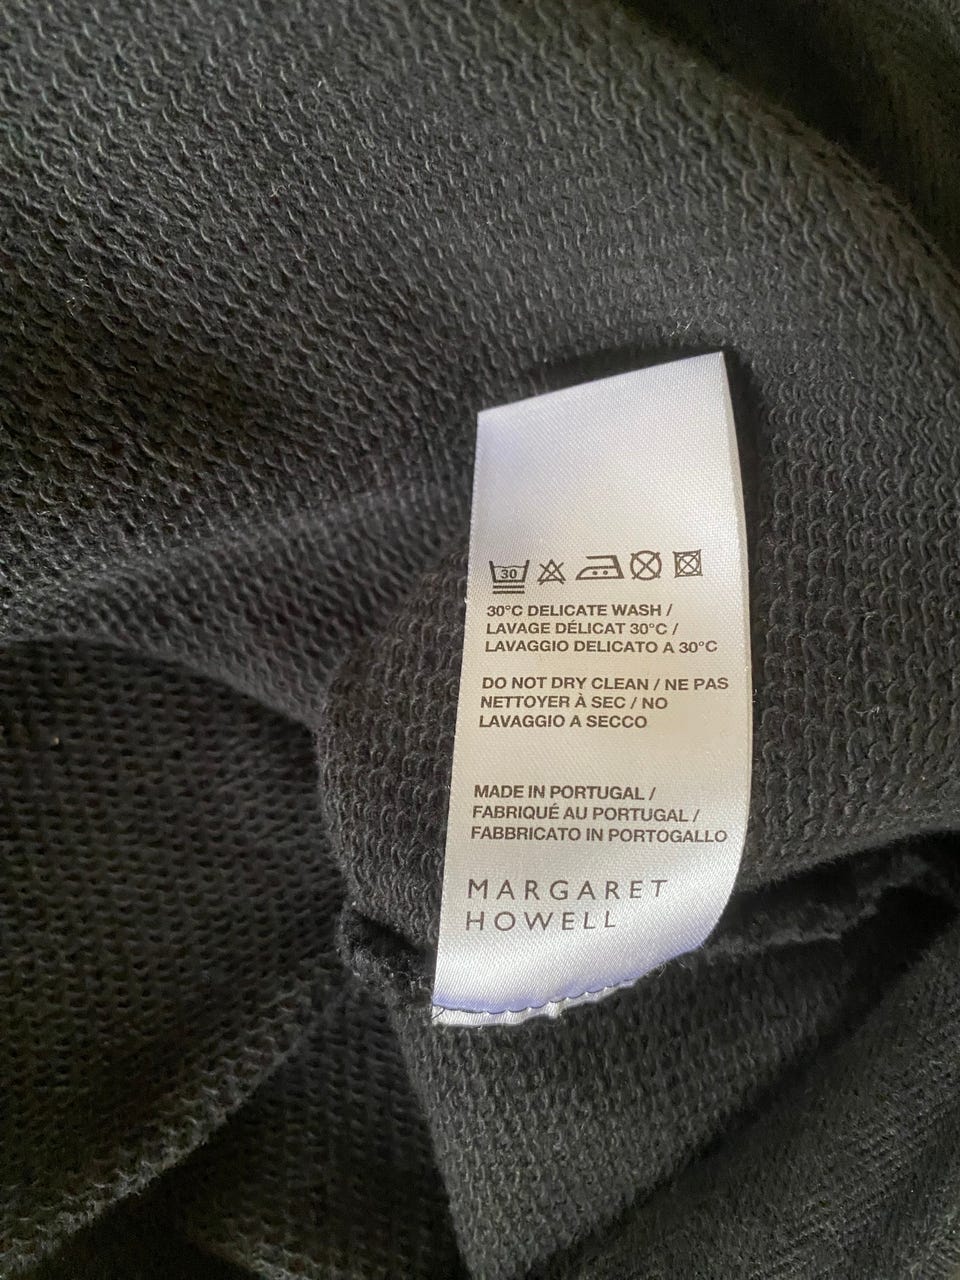 30
30°C DELICATE WASH /
LAVAGE DÉLICAT 30°C /
LAVAGGIO DELICATO A 30°C
DO NOT DRY CLEAN / NE PAS
NETTOYER À SEC / NO
LAVAGGIO A SECCO
MADE IN PORTUGAL /
FABRIQUÉ AU PORTUGAL /
FABBRICATO IN PORTOGALLO
MARGARET
HOWELL